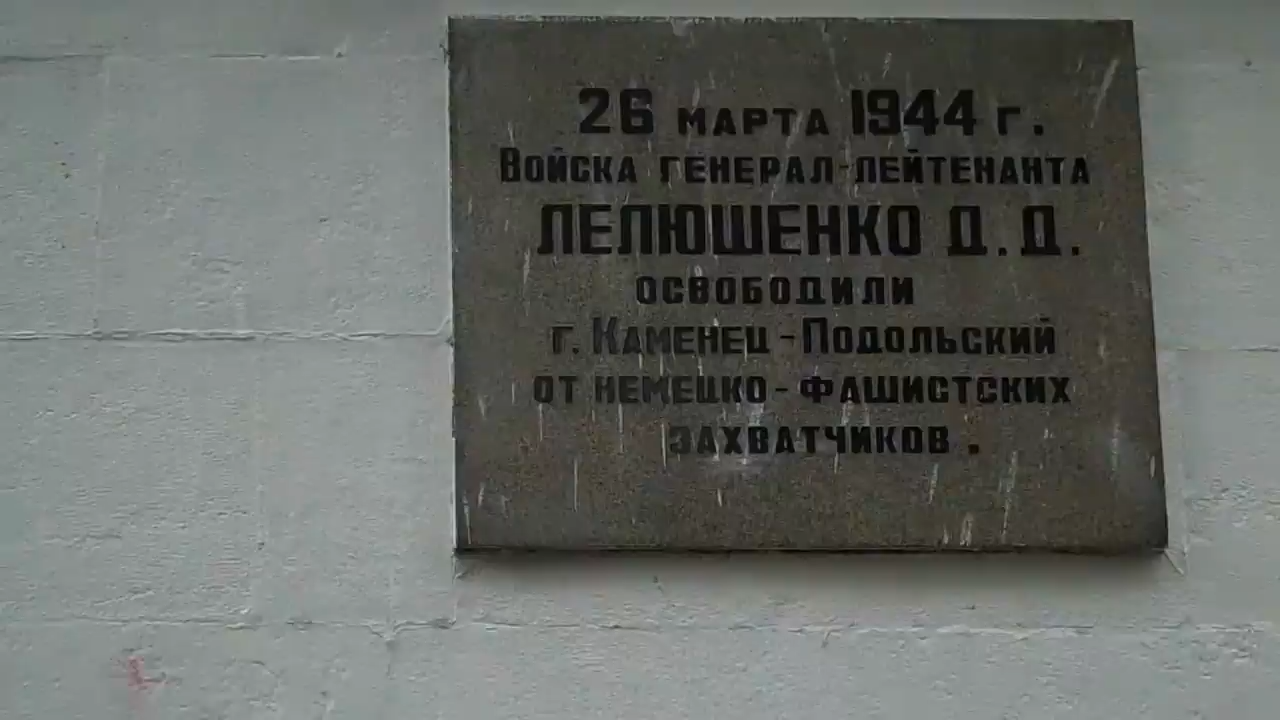 26 МАРТА 1944 Г.
ВОЙСКА ГЕНЕРАЛ-ЛЕЙТЕНАНТА
ЛЕЛЮШЕНКО Д.Д.
ОСВОБОДИЛИ
Г. КАМЕНЕЦ-ПОДОЛЬСКИЙ
ОТ НЕМЕЦКО-ФАШИСТСКИХ
ЗАХВАТЧИКОВ.